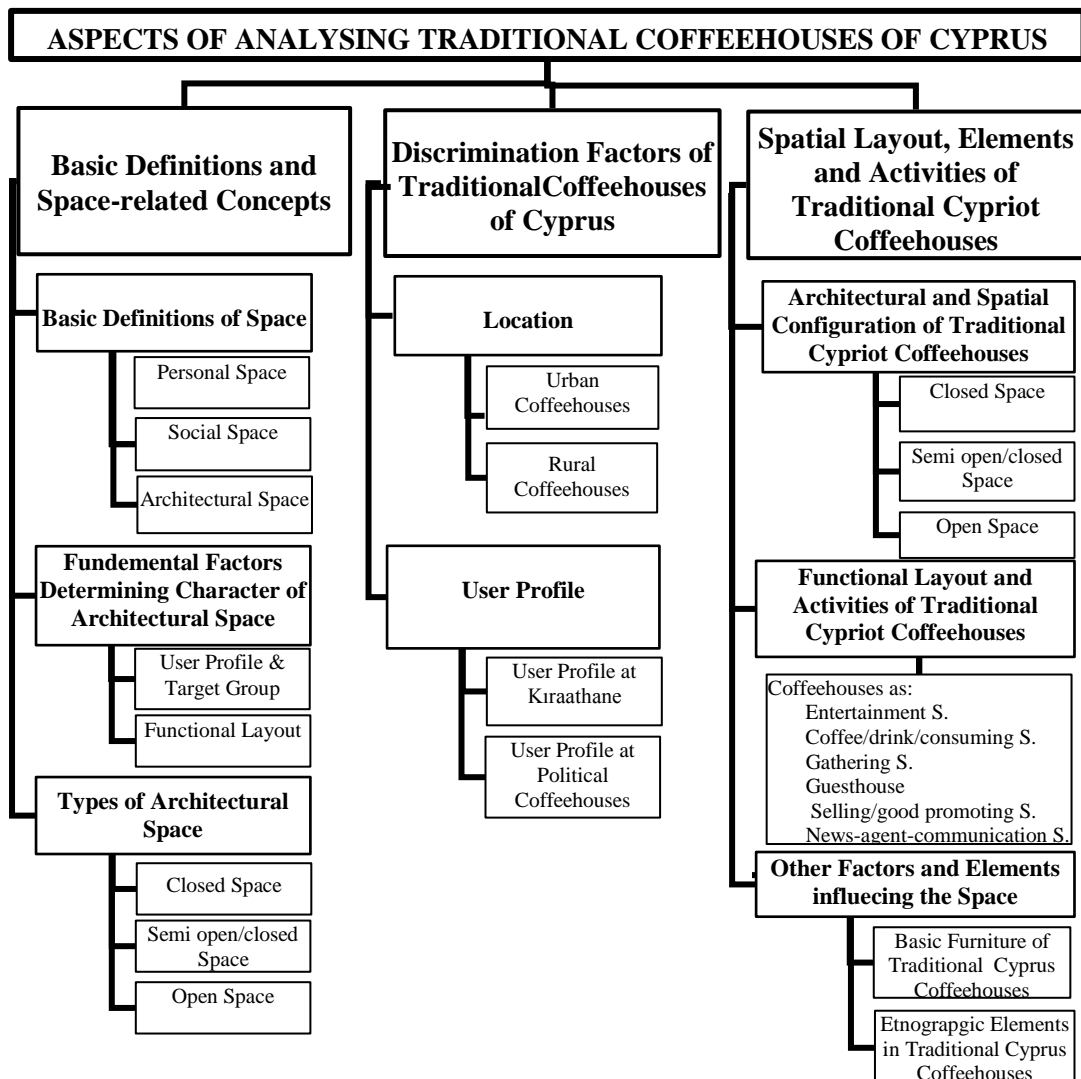 ASPECTS OF ANALYSING TRADITIONAL COFFEEHOUSES OF CYPRUS
Basic Definitions and
Space-related Concepts
Basic Definitions of Space
Personal Space
Social Space
Architectural Space
Fundemental Factors
Determining Character of
Architectural Space
User Profile &
Target Group
Functional Layout
Types of Architectural
Space
Closed Space
Semi open/closed
Space
Open Space
Discrimination Factors of
TraditionalCoffeehouses
of Cyprus
Location
Urban
Coffeehouses
Rural
Coffeehouses
User Profile
User Profile at
Kıraathane
User Profile at
Political
Coffeehouses
Spatial Layout, Elements
and Activities of
Traditional Cypriot
Coffeehouses
Architectural and Spatial
Configuration of Traditional
Cypriot Coffeehouses
Closed Space
Semi open/closed
Space
Open Space
Functional Layout and
Activities of Traditional
Cypriot Coffeehouses
Coffeehouses as:
Entertainment S.
Coffee/drink/consuming S.
Gathering S.
Guesthouse
Selling/good promoting S.
News-agent-communication S.
Other Factors and Elements
influecing the Space
Basic Furniture of
Traditional Cyprus
Coffeehouses
Etnograpgic Elements
in Traditional Cyprus
Coffeehouses